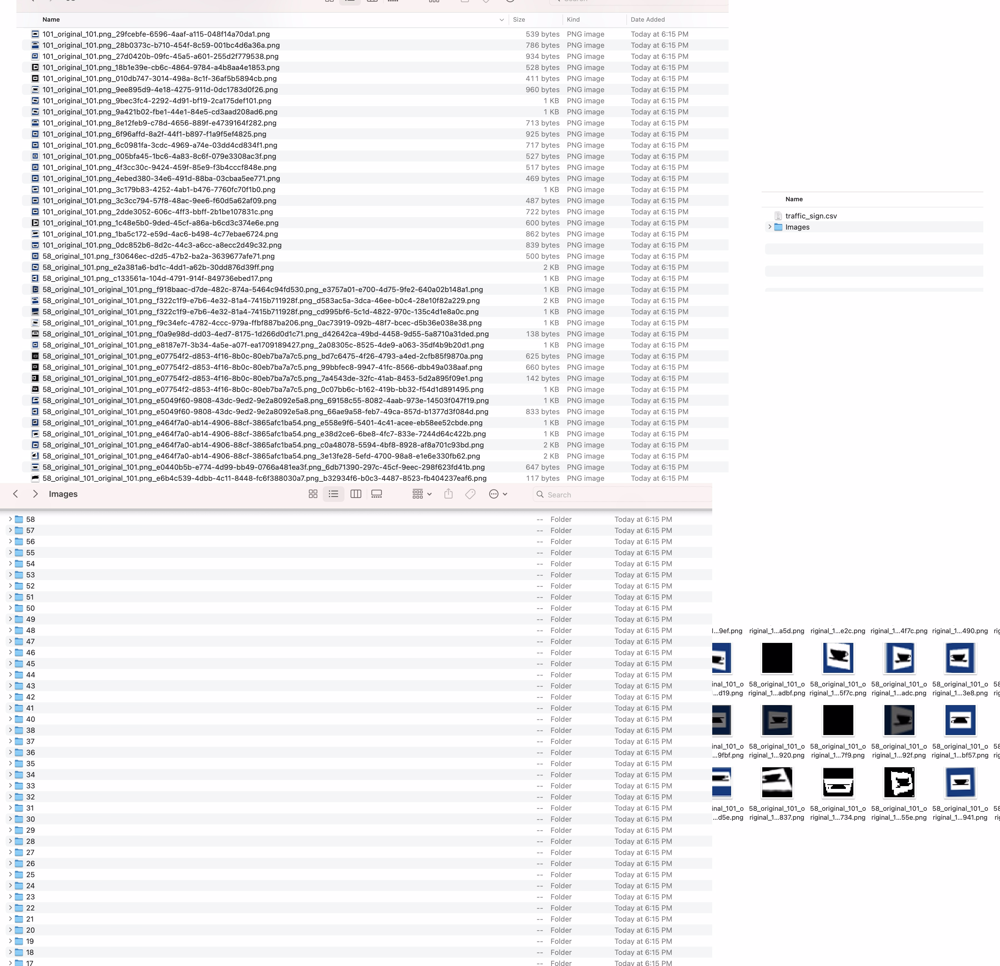 Search
Name Size Kind Date Added
101_original_101.png_29fcebfe-6596-4aaf-a115-048f14a70da1.png 539 bytes PNG image Today at 6:15 PM
101_original_101.png_28b0373c-b710-454f-8c59-001bc4d6a36a.png 786 bytes PNG image Today at 6:15 PM
101_original_101.png_27d0420b-09fc-45a5-a601-255d2f779538.png 934 bytes PNG image Today at 6:15 PM
101_original_101.png_18b1e39e-cb6c-4864-9784-a4b8aa4e1853.png 528 bytes PNG image Today at 6:15 PM
101_original_101.png_010db747-3014-498a-8c1f-36af5b5894cb.png 411 bytes PNG image Today at 6:15 PM
101_original_101.png_9ee895d9-4e18-4275-911d-0dc1783d0f26.png 960 bytes PNG image Today at 6:15 PM
101_original_101.png_9bec3fc4-2292-4d91-bf19-2ca175def101.png 1 KB PNG image Today at 6:15 PM
101_original_101.png_9a421b02-fbe1-44e1-84e5-cd3aad208ad6.png 1 KB PNG image Today at 6:15 PM
101_original_101.png_8e12feb9-c78d-4656-889f-e4739164f282.png 713 bytes PNG image Today at 6:15 PM
101_original_101.png_6f96affd-8a2f-44f1-b897-f1a9f5ef4825.png 925 bytes PNG image Today at 6:15 PM
101_original_101.png_6c0981fa-3cdc-4969-a74e-03dd4cd834f1.png 717 bytes PNG image Today at 6:15 PM
101_original_101.png_005bfa45-1bc6-4a83-8c6f-079e3308ac3f.png 527 bytes PNG image Today at 6:15 PM
101_original_101.png_4f3cc30c-9424-459f-85e9-f3b4cccf848e.png 517 bytes PNG image Today at 6:15 PM
101_original_101.png_4ebed380-34e6-491d-88ba-03cbaa5ee771.png 469 bytes PNG image Today at 6:15 PM
101_original_101.png_3c179b83-4252-4ab1-b476-7760fc70f1b0.png 1 KB PNG image Today at 6:15 PM
101_original_101.png_3c3cc794-57f8-48ac-9ee6-f60d5a62af09.png 487 bytes PNG image Today at 6:15 PM
101_original_101.png_2dde3052-606c-4ff3-bbff-2b1be107831c.png 722 bytes PNG image Today at 6:15 PM
101_original_101.png_1c48e5b0-9ded-45cf-a86a-b6cd3c374e6e.png 600 bytes PNG image Today at 6:15 PM
101_original_101.png_1ba5c172-e59d-4ac6-b498-4c77ebae6724.png 862 bytes PNG image Today at 6:15 PM
101_original_101.png_0dc852b6-8d2c-44c3-a6cc-a8ecc2d49c32.png 839 bytes PNG image Today at 6:15 PM
58_original_101.png_f30646ec-d2d5-47b2-ba2a-3639677afe71.png 500 bytes PNG image Today at 6:15 PM
58_original_101.png_e2a381a6-bd1c-4dd1-a62b-30dd876d39ff.png 2 KB PNG image Today at 6:15 PM
58_original_101.png_c133561a-104d-4791-914f-849736ebed17.png 1 KB PNG image Today at 6:15 PM
58_original_101_original_101.png_f918baac-d7de-482c-874a-5464c94fd530.png_e3757a01-e700-4d75-9fe2-640a02b148a1.png 1 KB PNG image Today at 6:15 PM
58_original_101_original_101.png_f322c1f9-e7b6-4e32-81a4-7415b711928f.png_d583ac5a-3dca-46ee-b0c4-28e10f82a229.png 2 KB PNG image Today at 6:15 PM
58_original_101_original_101.png_f322c1f9-e7b6-4e32-81a4-7415b711928f.png_cd995bf6-5c1d-4822-970c-135c4d1e8a0c.png 1 KB PNG image Today at 6:15 PM
58_original_101_original_101.png_f9c34efc-4782-4ccc-979a-ffbf887ba206.png_0ac73919-092b-48f7-bcec-d5b36e038e38.png 1 KB PNG image Today at 6:15 PM
58_original_101_original_101.png_f0a9e98d-dd03-4ed7-8175-1d266d0d1c71.png_d42642ca-49bd-4458-9d55-5a8710a31ded.png 138 bytes PNG image Today at 6:15 PM
58_original_101_original_101.png_e8187e7f-3b34-4a5e-a07f-ea1709189427.png_2a08305c-8525-4de9-a063-35df4b9b20d1.png 1 KB PNG image Today at 6:15 PM
58_original_101_original_101.png_e07754f2-d853-4f16-8b0c-80eb7ba7a7c5.png_bd7c6475-4f26-4793-a4ed-2cfb85f9870a.png 625 bytes PNG image Today at 6:15 PM
58_original_101_original_101.png_e07754f2-d853-4f16-8b0c-80eb7ba7a7c5.png_99bbfec8-9947-41fc-8566-dbb49a038aaf.png 660 bytes PNG image Today at 6:15 PM
58_original_101_original_101.png_e07754f2-d853-4f16-8b0c-80eb7ba7a7c5.png_7a4543de-32fc-41ab-8453-5d2a895f09e1.png 142 bytes PNG image Today at 6:15 PM
58_original_101_original_101.png_e07754f2-d853-4f16-8b0c-80eb7ba7a7c5.png_0c07bb6c-b162-419b-bb32-f54d1d891495.png 1 KB PNG image Today at 6:15 PM
58_original_101_original_101.png_e5049f60-9808-43dc-9ed2-9e2a8092e5a8.png_69158c55-8082-4aab-973e-14503f047f19.png 1 KB PNG image Today at 6:15 PM
58_original_101_original_101.png_e5049f60-9808-43dc-9ed2-9e2a8092e5a8.png_66ae9a58-feb7-49ca-857d-b1377d3f084d.png 833 bytes PNG image Today at 6:15 PM
58_original_101_original_101.png_e464f7a0-ab14-4906-88cf-3865afc1ba54.png_e558e9f6-5401-4c41-acee-eb58ee52cbde.png 1 KB PNG image Today at 6:15 PM
58_original_101_original_101.png_e464f7a0-ab14-4906-88cf-3865afc1ba54.png_e38d2ce6-6be8-4fc7-833e-7244d64c422b.png 1 KB PNG image Today at 6:15 PM
58_original_101_original_101.png_e464f7a0-ab14-4906-88cf-3865afc1ba54.png_c0a48078-5594-4bf8-8928-af8a701c93bd.png 2 KB PNG image Today at 6:15 PM
58_original_101_original_101.png_e464f7a0-ab14-4906-88cf-3865afc1ba54.png_3e13fe28-5efd-4700-98a8-e1e6e330fb62.png 2 KB PNG image Today at 6:15 PM
58_original_101_original_101.png_e0440b5b-e774-4d99-bb49-0766a481ea3f.png_6db71390-297c-45cf-9eec-298f623fd41b.png 647 bytes PNG image Today at 6:15 PM
58_original_101_original_101.png_e6b4c539-4dbb-4c11-8448-fc6f388030a7.png_b32934f6-b0c3-4487-8523-fb404237eaf6.png 117 bytes PNG image Today at 6:15 PM
Name
traffic_sign.csv
Images
Images Search
58 -- Folder Today at 6:15 PM
57 -- Folder Today at 6:15 PM
56 -- Folder Today at 6:15 PM
55 -- Folder Today at 6:15 PM
54 -- Folder Today at 6:15 PM
53 -- Folder Today at 6:15 PM
52 -- Folder Today at 6:15 PM
51 -- Folder Today at 6:15 PM
50 -- Folder Today at 6:15 PM
49 -- Folder Today at 6:15 PM
48 -- Folder Today at 6:15 PM
47 -- Folder Today at 6:15 PM
46 -- Folder Today at 6:15 PM
45 -- Folder Today at 6:15 PM
44 -- Folder Today at 6:15 PM
43 -- Folder Today at 6:15 PM
42 -- Folder Today at 6:15 PM
41 -- Folder Today at 6:15 PM
40 -- Folder Today at 6:15 PM
38 -- Folder Today at 6:15 PM
37 -- Folder Today at 6:15 PM
36 -- Folder Today at 6:15 PM
35 -- Folder Today at 6:15 PM
34 -- Folder Today at 6:15 PM
33 -- Folder Today at 6:15 PM
32 -- Folder Today at 6:15 PM
31 -- Folder Today at 6:15 PM
30 -- Folder Today at 6:15 PM
29 -- Folder Today at 6:15 PM
28 -- Folder Today at 6:15 PM
27 -- Folder Today at 6:15 PM
26 -- Folder Today at 6:15 PM
25 -- Folder Today at 6:15 PM
24 -- Folder Today at 6:15 PM
23 -- Folder Today at 6:15 PM
22 -- Folder Today at 6:15 PM
21 -- Folder Today at 6:15 PM
20 -- Folder Today at 6:15 PM
19 -- Folder Today at 6:15 PM
18 -- Folder Today at 6:15 PM
17 -- Folder Today at 6:15 PM
...9ef.png riginal_1...a5d.png riginal_1...e2c.png riginal_1...4f7c.png riginal_1...490.png
inal_101_o 58_original_101_o 58_original_101_o 58_original_101_o 58_original_101_o
...d19.png riginal_1...adbf.png riginal_1...5f7c.png riginal_1...adc.png riginal_1...3e8.png
inal_101_o 58_original_101_o 58_original_101_o 58_original_101_o 58_original_101_o
...9fbf.png riginal_1...920.png riginal_1...7f9.png riginal_1...92f.png riginal_1...bf57.png
inal_101_o 58_original_101_o 58_original_101_o 58_original_101_o 58_original_101_o
...d5e.png riginal_1...837.png riginal_1...734.png riginal_1...55e.png riginal_1...941.png